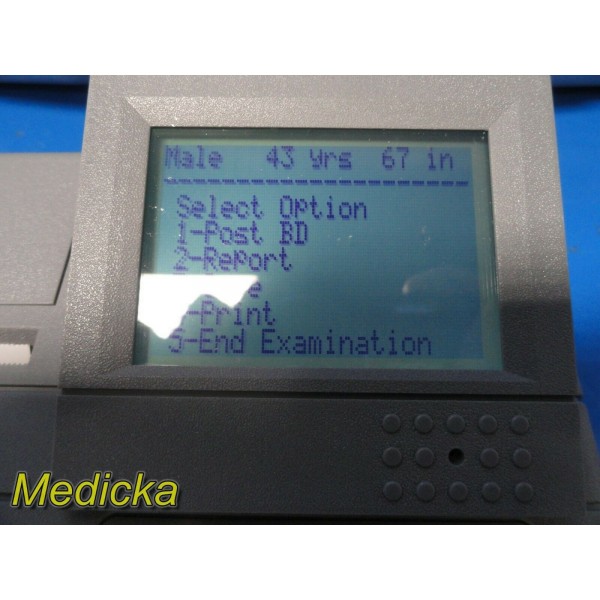 Male 43 yrs 67 in
--------------------------------
Select Option
1-Post BD
2-Report
-Print
5-End Examination
Medicka